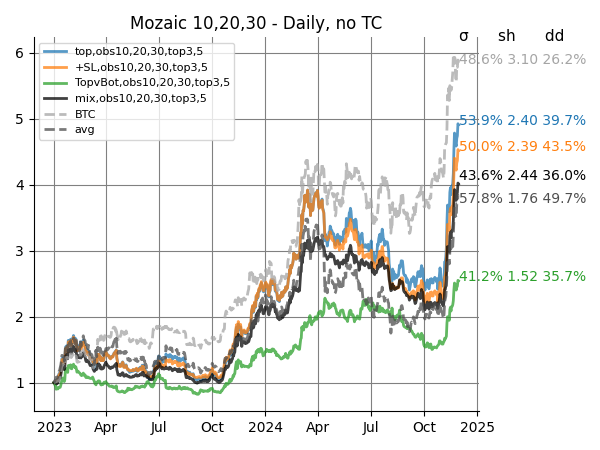 Mozaic 10,20,30 - Daily, no TC
σ sh dd
top,obs10,20,30,top3,5
+SL,obs10,20,30,top3,5
TopvBot,obs10,20,30,top3,5
mix,obs10,20,30,top3,5
BTC
avg
48.6% 3.10 26.2%
53.9% 2.40 39.7%
50.0% 2.39 43.5%
43.6% 2.44 36.0%
57.8% 1.76 49.7%
41.2% 1.52 35.7%
6
5
4
3
2
1
2023 Apr Jul Oct 2024 Apr Jul Oct 2025